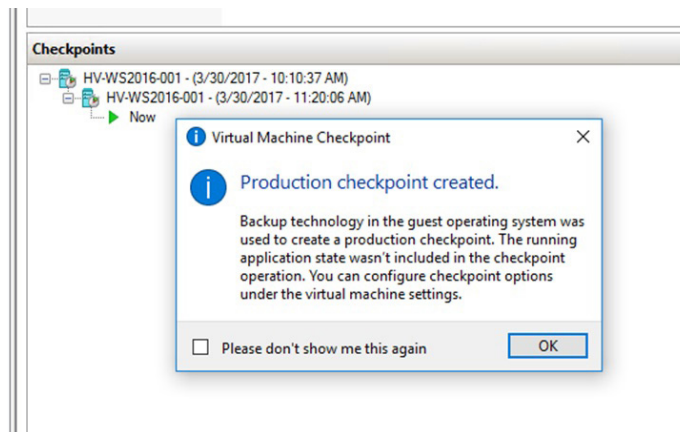 Checkpoints
HV-WS2016-001 - (3/30/2017 - 10:10:37 AM)
HV-WS2016-001 - (3/30/2017 - 11:20:06 AM)
Now
Virtual Machine Checkpoint
Production checkpoint created.
Backup technology in the guest operating system was
used to create a production checkpoint. The running
application state wasn't included in the checkpoint
operation. You can configure checkpoint options
under the virtual machine settings.
Please don't show me this again
OK